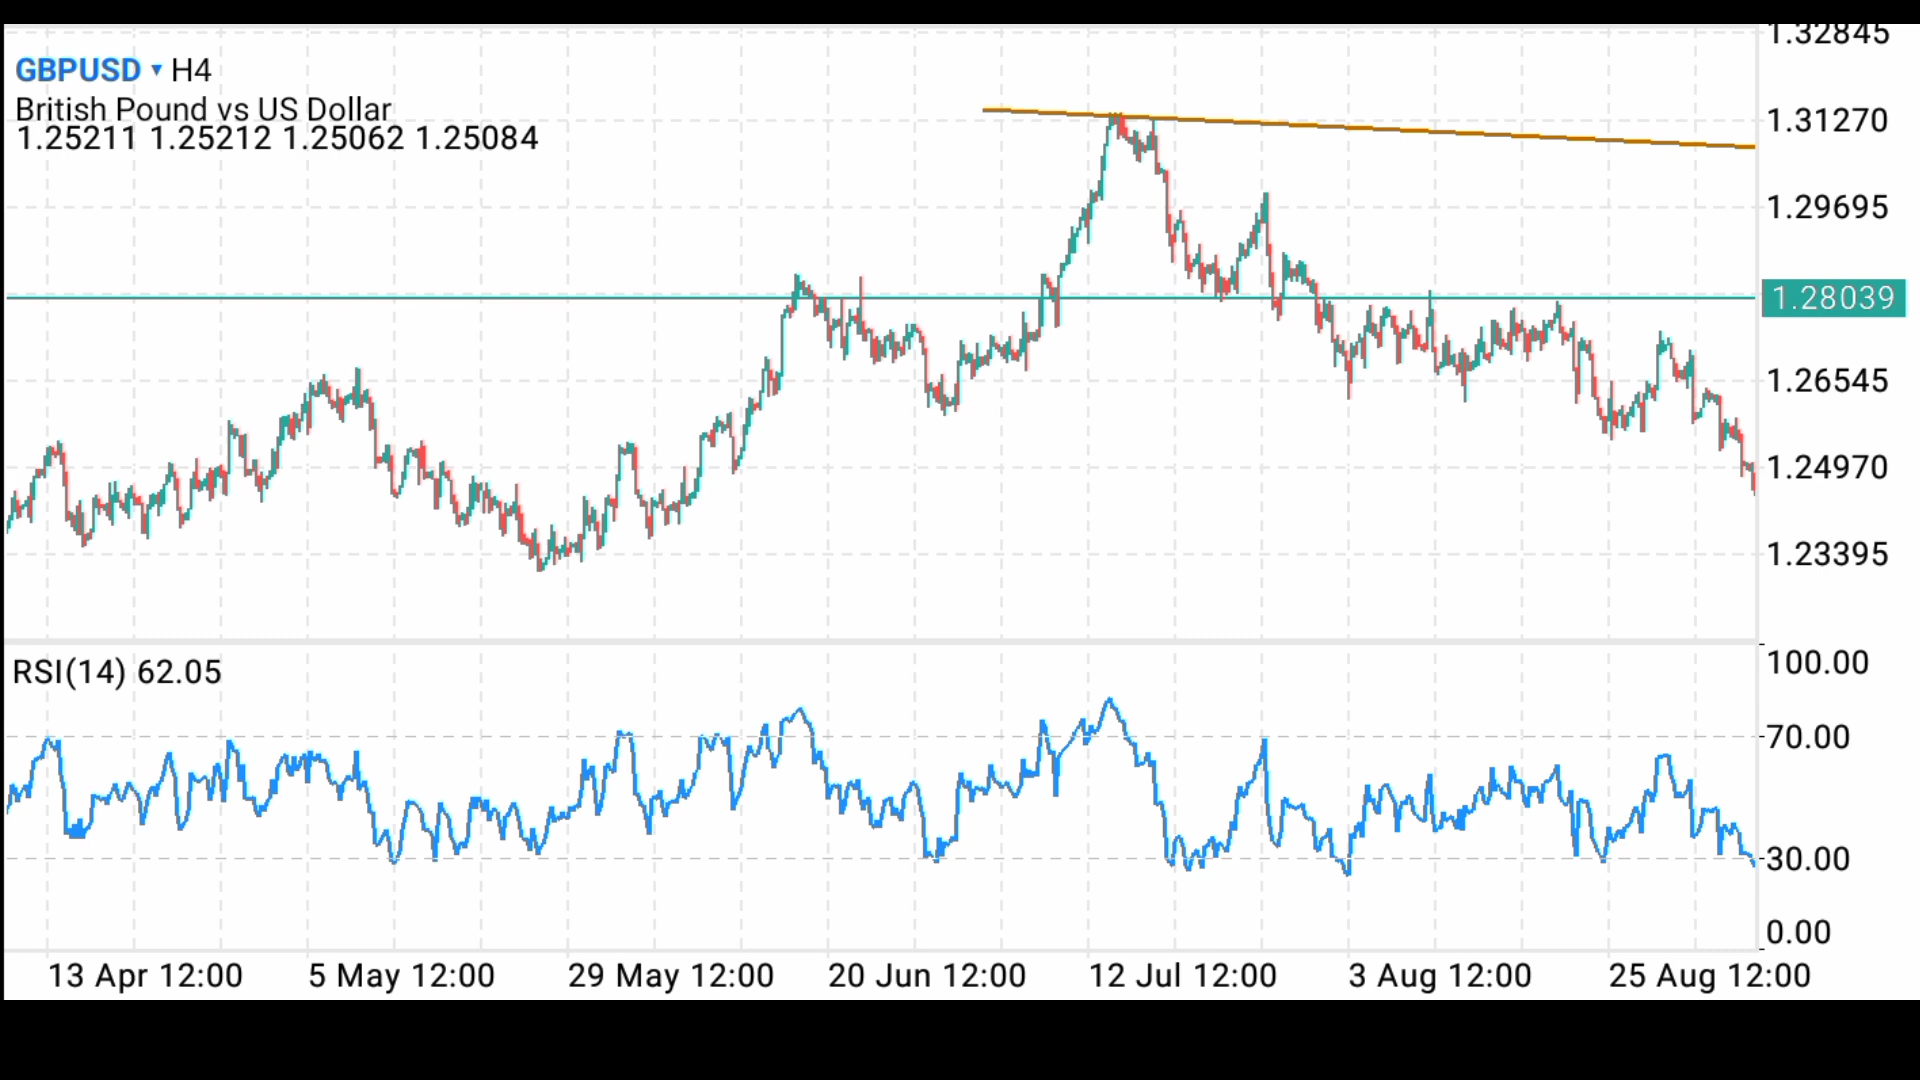 1.32845
GBPUSD ▾ H4
British Pound vs US Dollar
1.25211 1.25212 1.25062 1.25084
1.31270
1.29695
1.28039
1.26545
1.24970
1.23395
RSI(14) 62.05
100.00
70.00
30.00
0.00
13 Apr 12:00 5 May 12:00 29 May 12:00 20 Jun 12:00 12 Jul 12:00 3 Aug 12:00 25 Aug 12:00